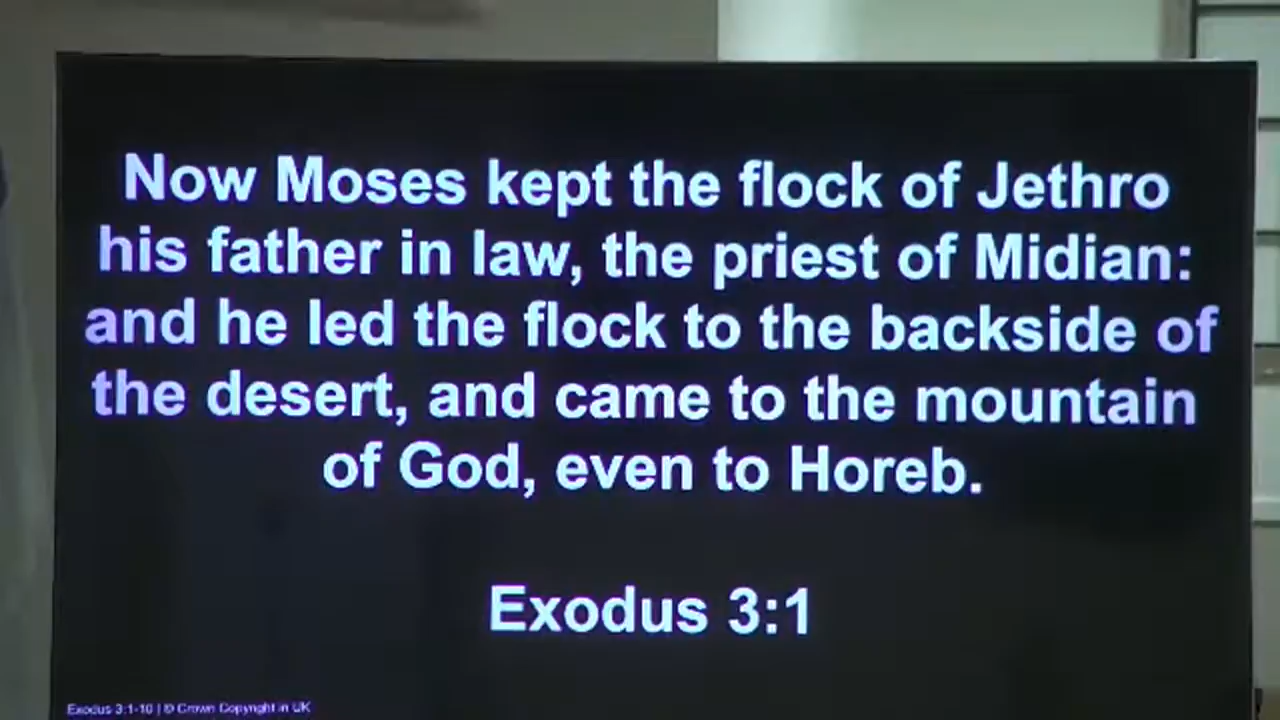 Now Moses kept the flock of Jethro
his father in law, the priest of Midian:
and he led the flock to the backside of
the desert, and came to the mountain
of God, even to Horeb.
Exodus 3:1
Exodus 3:1-10 | © Crown Copyright in UK